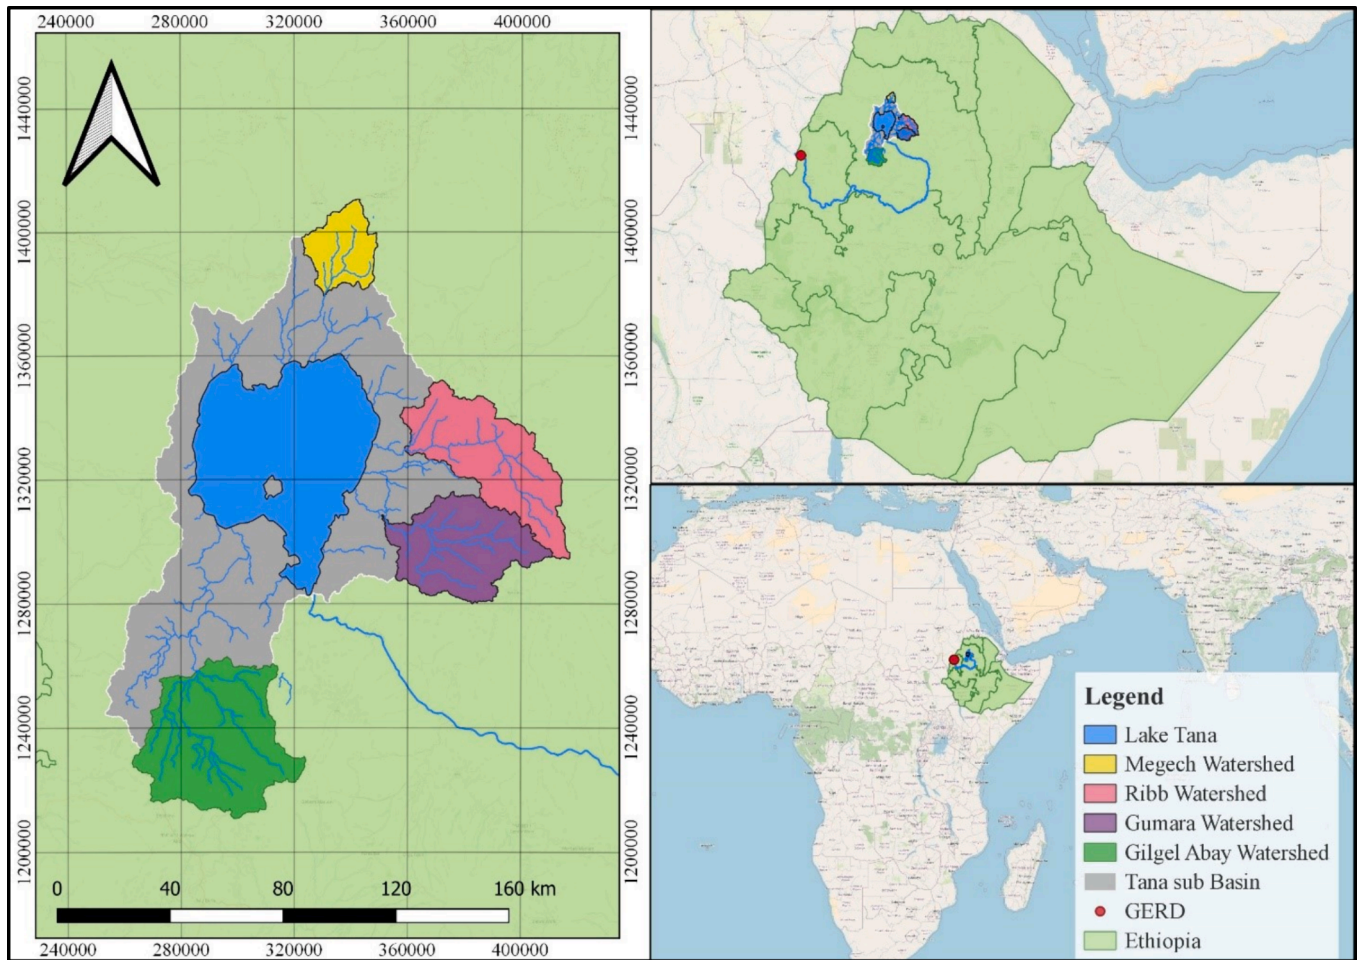 240000 280000 320000 360000 400000
1440000 1440000
1400000 1400000
1360000 1360000
1320000 1320000
1280000 1280000
1240000 1240000
1200000 1200000
0 40 80 120 160 km
240000 280000 320000 360000 400000
Legend
Lake Tana
Megech Watershed
Ribb Watershed
Gumara Watershed
Gilgel Abay Watershed
Tana sub Basin
GERD
Ethiopia